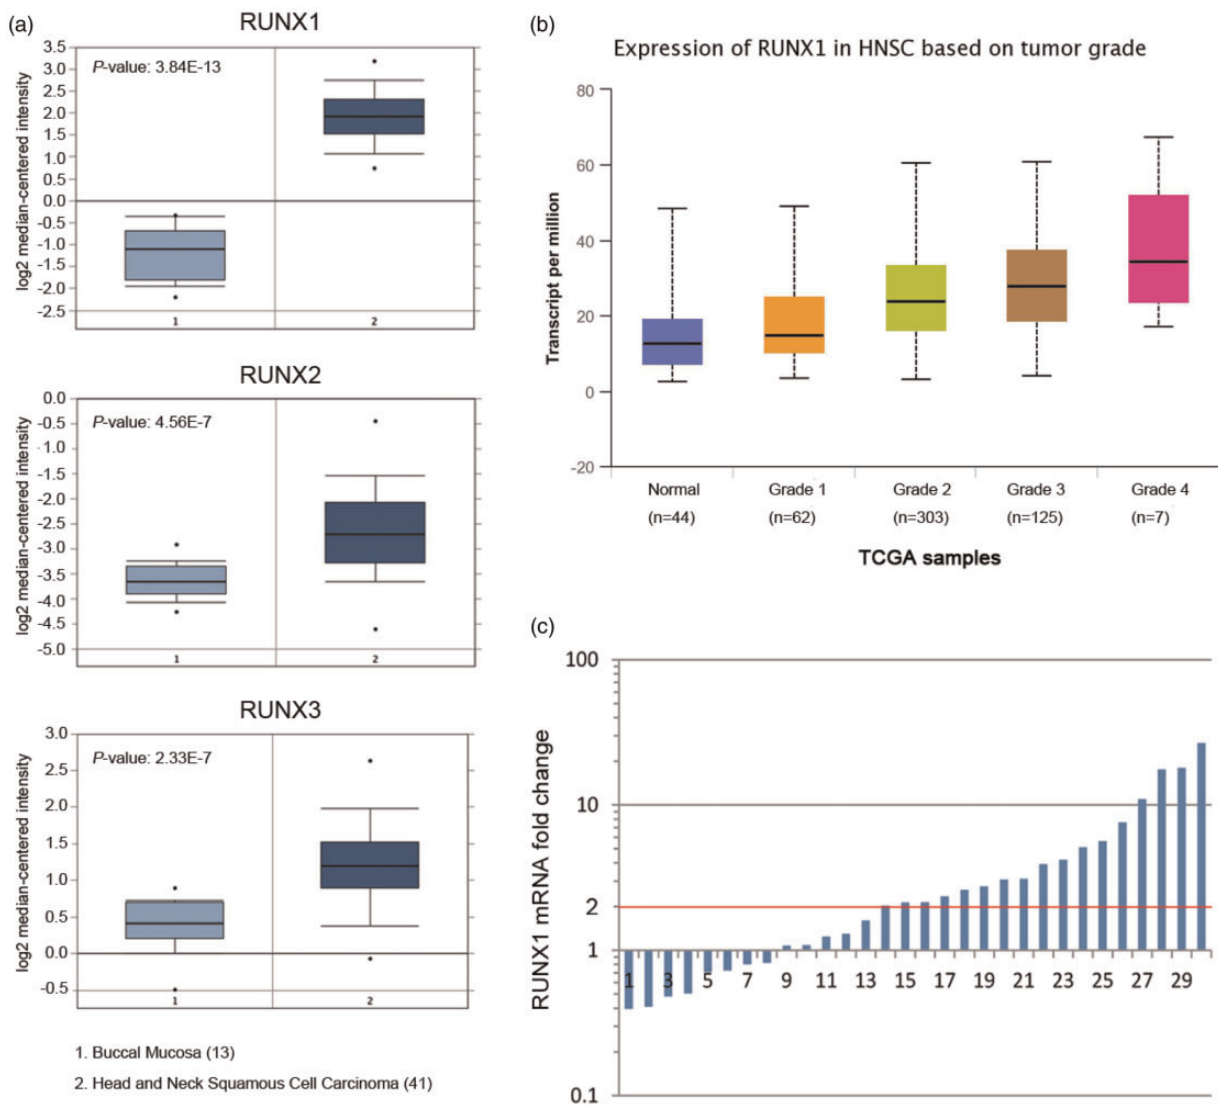 (a)
RUNX1
P-value: 3.84E-13
log2 median-centered intensity
3.5
3.0
2.5
2.0
1.5
1.0
0.5
0.0
-0.5
-1.0
-1.5
-2.0
-2.5
1 2
RUNX2
P-value: 4.56E-7
log2 median-centered intensity
0.0
-0.5
-1.0
-1.5
-2.0
-2.5
-3.0
-3.5
-4.0
-4.5
-5.0
1 2
RUNX3
P-value: 2.33E-7
log2 median-centered intensity
3.0
2.5
2.0
1.5
1.0
0.5
0.0
-0.5
1 2
1. Buccal Mucosa (13)
2. Head and Neck Squamous Cell Carcinoma (41)
(b)
Expression of RUNX1 in HNSC based on tumor grade
Transcript per million
80
60
40
20
0
-20
Normal Grade 1 Grade 2 Grade 3 Grade 4
(n=44) (n=62) (n=303) (n=125) (n=7)
TCGA samples
(c)
RUNX1 mRNA fold change
100
10
2
1
0.1
1 3 5 7 9 11 13 15 17 19 21 23 25 27 29